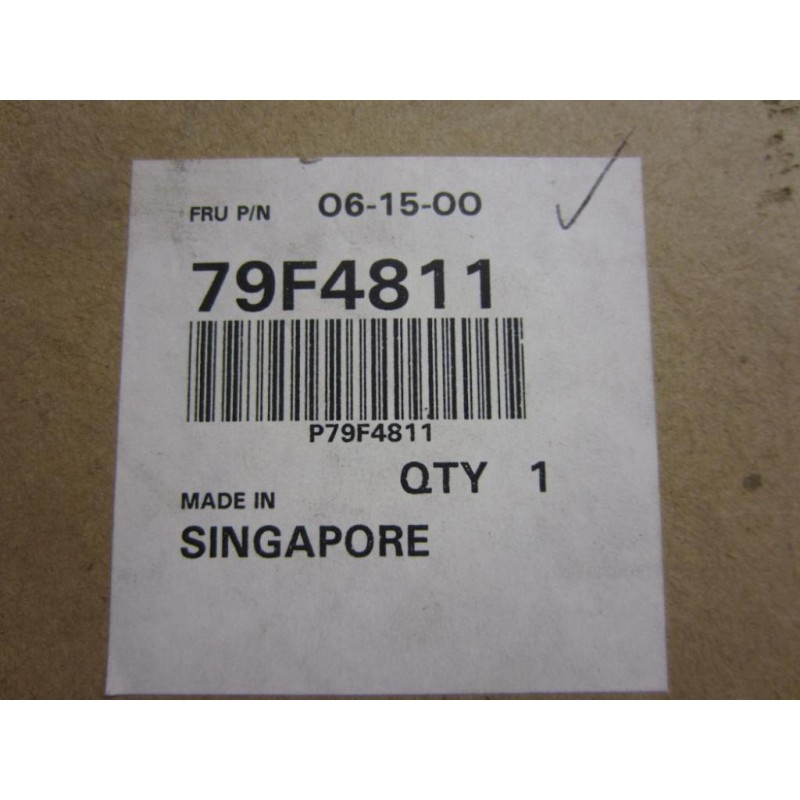 FRU P/N 06-15-00
79F4811
P79F4811
QTY 1
MADE IN
SINGAPORE